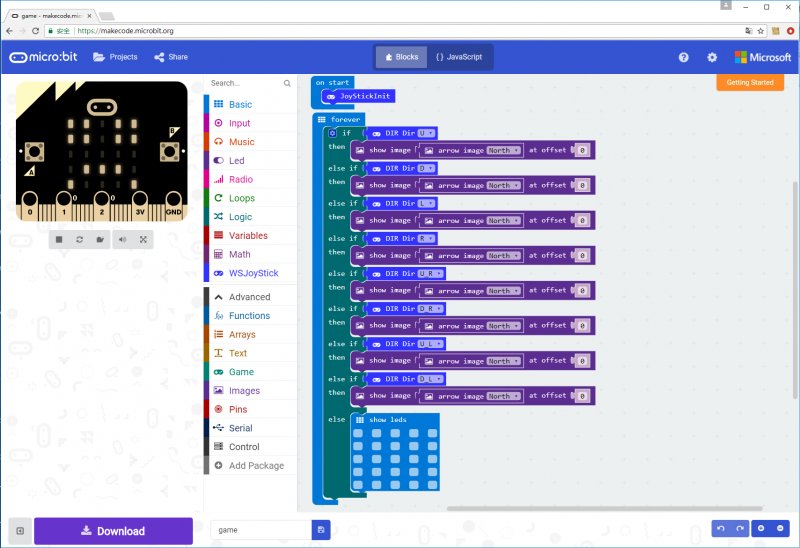 game - makecode.micr
安全 | https://makecode.microbit.org
micro:bit Projects Share Blocks {} JavaScript ? Microsoft
Getting Started
B
A
0 0
0 1 2 3V GND
Search...
Basic
Input
Music
Led
Radio
Loops
Logic
Variables
Math
WSJoyStick
Advanced
Functions
Arrays
Text
Game
Images
Pins
Serial
Control
Add Package
on start
JoyStickInit
forever
if DIR Dir U
then show image arrow image North at offset 0
else if DIR Dir D
then show image arrow image North at offset 0
else if DIR Dir L
then show image arrow image North at offset 0
else if DIR Dir R
then show image arrow image North at offset 0
else if DIR Dir U_R
then show image arrow image North at offset 0
else if DIR Dir D_R
then show image arrow image North at offset 0
else if DIR Dir U_L
then show image arrow image North at offset 0
else if DIR Dir D_L
then show image arrow image North at offset 0
else show leds
Download
game